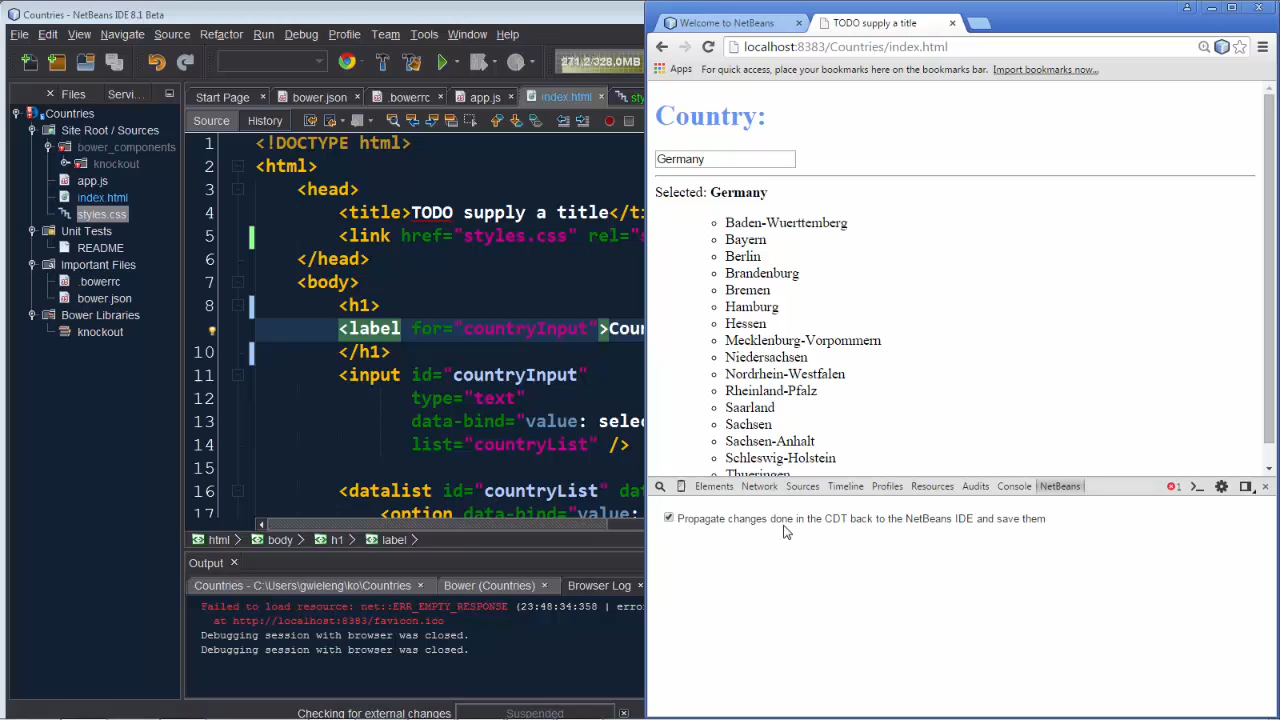 Countries - NetBeans IDE 8.1 Beta
File Edit View Navigate Source Refactor Run Debug Profile Team Tools Window Help
271,2/328,0MB
Files Servi...
Countries
Site Root / Sources
bower_components
knockout
app.js
index.html
styles.css
Unit Tests
README
Important Files
.bowerrc
bower.json
Bower Libraries
knockout
Start Page bower.json .bowerrc app.js index.html
Source History
1 <!DOCTYPE html>
2 <html>
3 <head>
4 <title>TODO supply a title</ti
5 <link href="styles.css" rel="s
6 </head>
7 <body>
8 <h1>
<label for="countryInput">Cou
10 </h1>
11 <input id="countryInput"
12 type="text"
13 data-bind="value: selec
14 list="countryList" />
15
16 <datalist id="countryList" dat
17 <option data-bind="value:
html body h1 label
Output
Countries - C:\Users\gwieleng\ko\Countries Bower (Countries) Browser Log
Failed to load resource: net::ERR_EMPTY_RESPONSE (23:48:34:358 | erro
at http://localhost:8383/favicon.ico
Debugging session with browser was closed.
Debugging session with browser was closed.
Checking for external changes Suspended
Welcome to NetBeans TODO supply a title
localhost:8383/Countries/index.html
Apps For quick access, place your bookmarks here on the bookmarks bar. Import bookmarks now...
Country:
Germany
Selected: Germany
Baden-Wuerttemberg
Bayern
Berlin
Brandenburg
Bremen
Hamburg
Hessen
Mecklenburg-Vorpommern
Niedersachsen
Nordrhein-Westfalen
Rheinland-Pfalz
Saarland
Sachsen
Sachsen-Anhalt
Schleswig-Holstein
Thueringen
Elements Network Sources Timeline Profiles Resources Audits Console NetBeans 1
Propagate changes done in the CDT back to the NetBeans IDE and save them